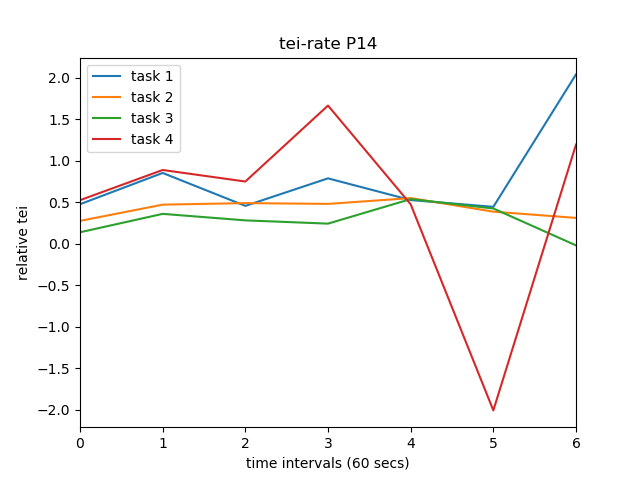 tei-rate P14
task 1
task 2
task 3
task 4
relative tei
2.0
1.5
1.0
0.5
0.0
−0.5
−1.0
−1.5
−2.0
0 1 2 3 4 5 6
time intervals (60 secs)